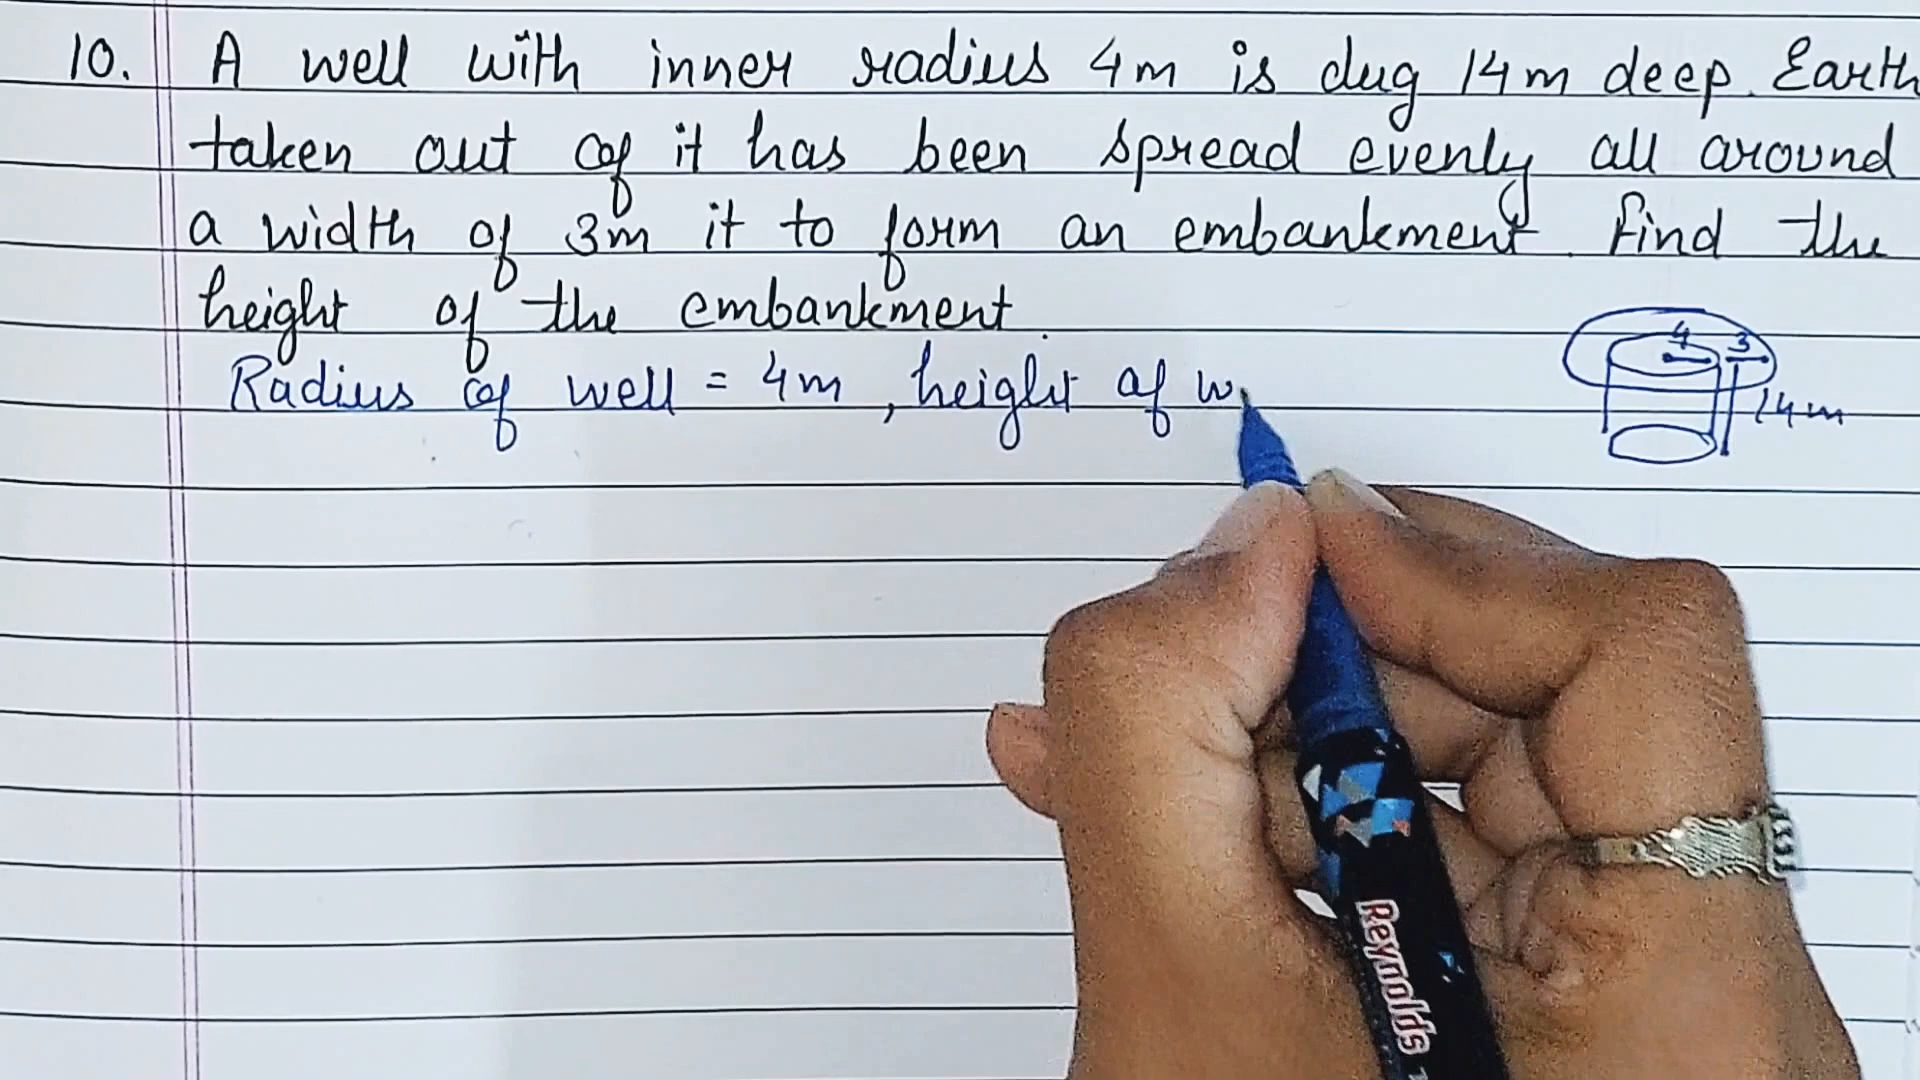 10. A well with inner radius 4m is dug 14m deep. Earth
taken out of it has been spread evenly all around
a width of 3m it to form an embankment. Find the
height of the embankment.
Radius of well = 4m, height of w
4 3
14m
Reynolds